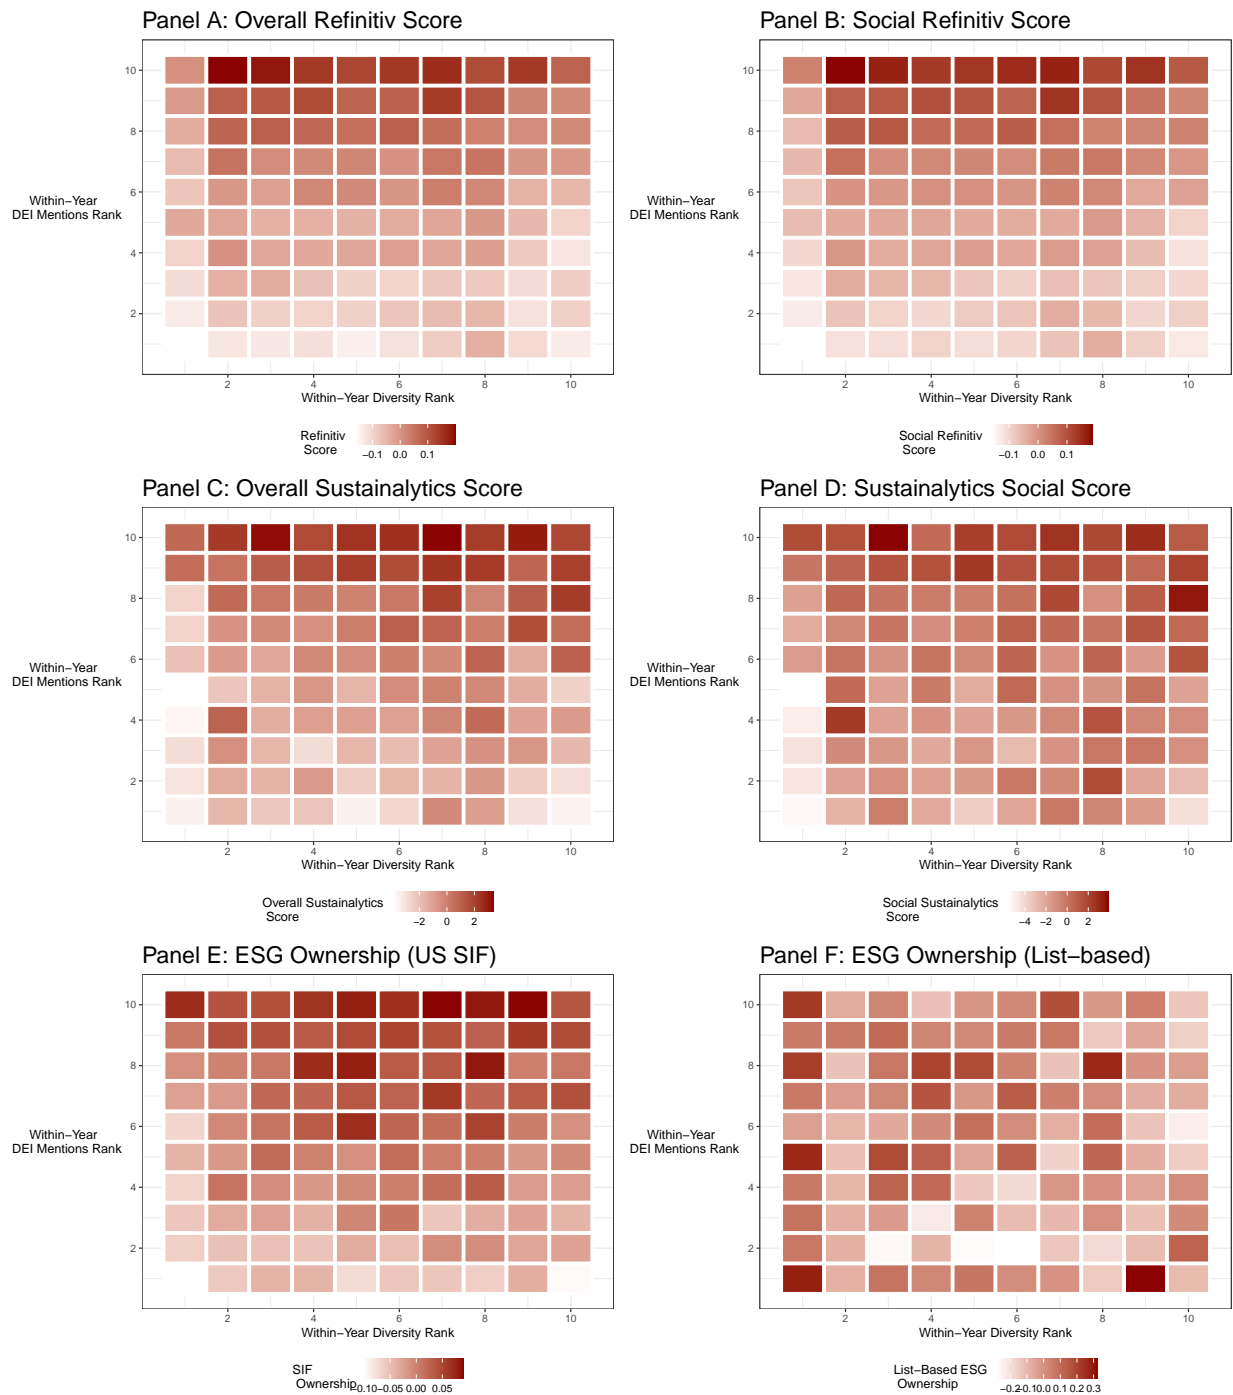 Panel A: Overall Refinitiv Score
10
8
6
4
2
Within−Year
DEI Mentions Rank
2 4 6 8 10
Within−Year Diversity Rank
Refinitiv
Score
−0.1 0.0 0.1
Panel B: Social Refinitiv Score
10
8
6
4
2
Within−Year
DEI Mentions Rank
2 4 6 8 10
Within−Year Diversity Rank
Social Refinitiv
Score
−0.1 0.0 0.1
Panel C: Overall Sustainalytics Score
10
8
6
4
2
Within−Year
DEI Mentions Rank
2 4 6 8 10
Within−Year Diversity Rank
Overall Sustainalytics
Score
−2 0 2
Panel D: Sustainalytics Social Score
10
8
6
4
2
Within−Year
DEI Mentions Rank
2 4 6 8 10
Within−Year Diversity Rank
Social Sustainalytics
Score
−4 −2 0 2
Panel E: ESG Ownership (US SIF)
10
8
6
4
2
Within−Year
DEI Mentions Rank
2 4 6 8 10
Within−Year Diversity Rank
SIF
Ownership
−0.10 −0.05 0.00 0.05
Panel F: ESG Ownership (List−based)
10
8
6
4
2
Within−Year
DEI Mentions Rank
2 4 6 8 10
Within−Year Diversity Rank
List−Based ESG
Ownership
−0.2 −0.1 0.0 0.1 0.2 0.3